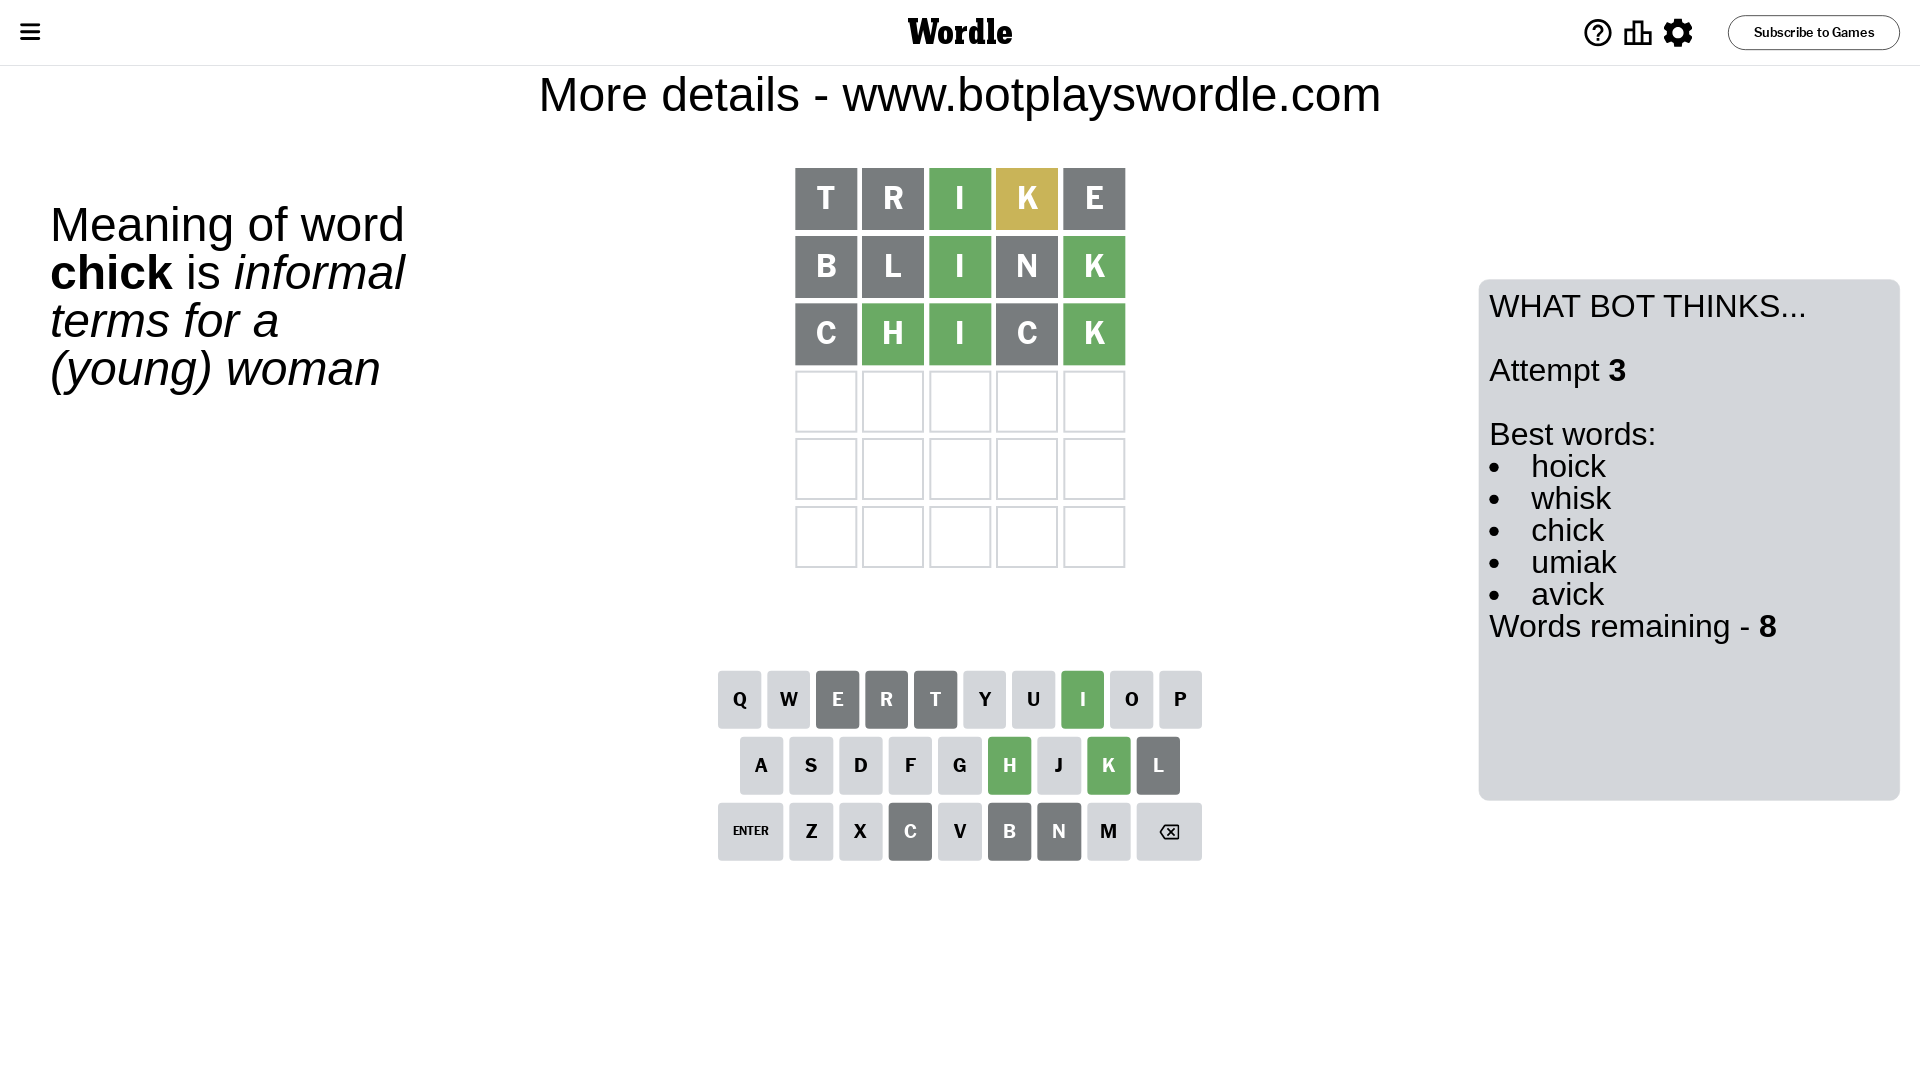 Wordle
Subscribe to Games
More details - www.botplayswordle.com
Meaning of word
chick is informal
terms for a
(young) woman
T R I K E
B L I N K
C H I C K
WHAT BOT THINKS...
Attempt 3
Best words:
• hoick
• whisk
• chick
• umiak
• avick
Words remaining - 8
Q W E R T Y U I O P
A S D F G H J K L
ENTER Z X C V B N M